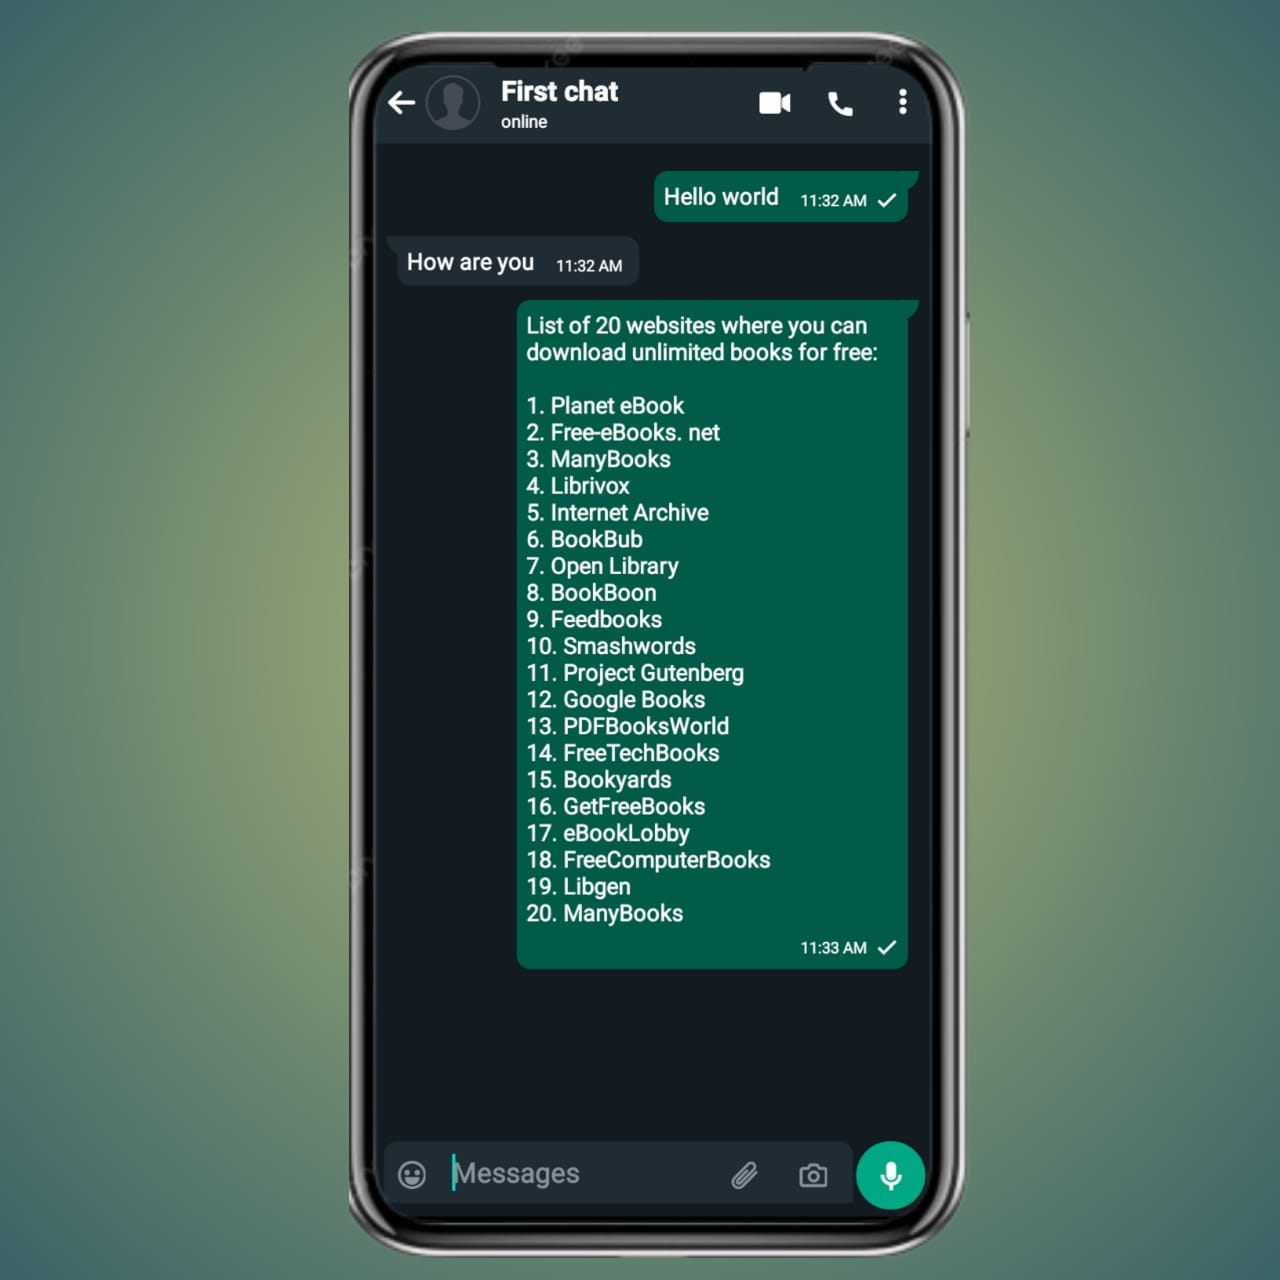 First chat
online
Hello world 11:32 AM
How are you 11:32 AM
List of 20 websites where you can
download unlimited books for free:
1. Planet eBook
2. Free-eBooks. net
3. ManyBooks
4. Librivox
5. Internet Archive
6. BookBub
7. Open Library
8. BookBoon
9. Feedbooks
10. Smashwords
11. Project Gutenberg
12. Google Books
13. PDFBooksWorld
14. FreeTechBooks
15. Bookyards
16. GetFreeBooks
17. eBookLobby
18. FreeComputerBooks
19. Libgen
20. ManyBooks
11:33 AM
Messages